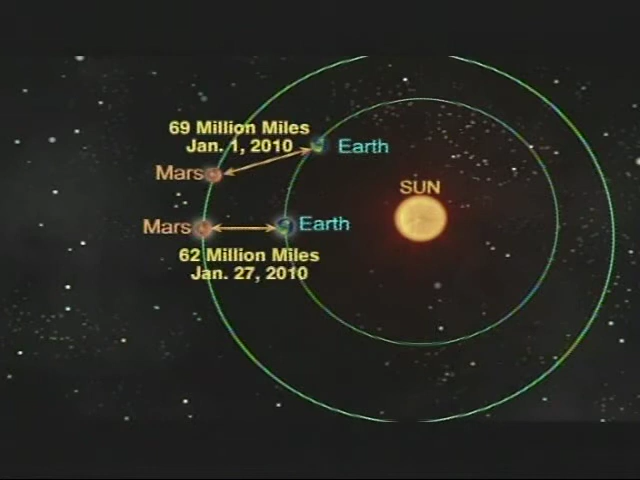 69 Million Miles
Jan. 1, 2010
Earth
Mars
SUN
Mars
Earth
62 Million Miles
Jan. 27, 2010